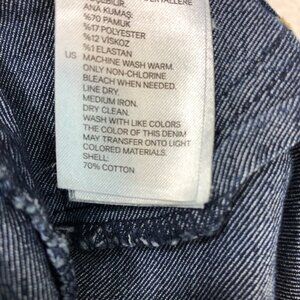 ANA KUMAŞ:
%70 PAMUK
%17 POLYESTER
%12 VİSKOZ
%1 ELASTAN
US MACHINE WASH WARM.
ONLY NON-CHLORINE
BLEACH WHEN NEEDED.
LINE DRY.
MEDIUM IRON.
DRY CLEAN.
WASH WITH LIKE COLORS
THE COLOR OF THIS DENIM
MAY TRANSFER ONTO LIGHT
COLORED MATERIALS.
SHELL:
70% COTTON